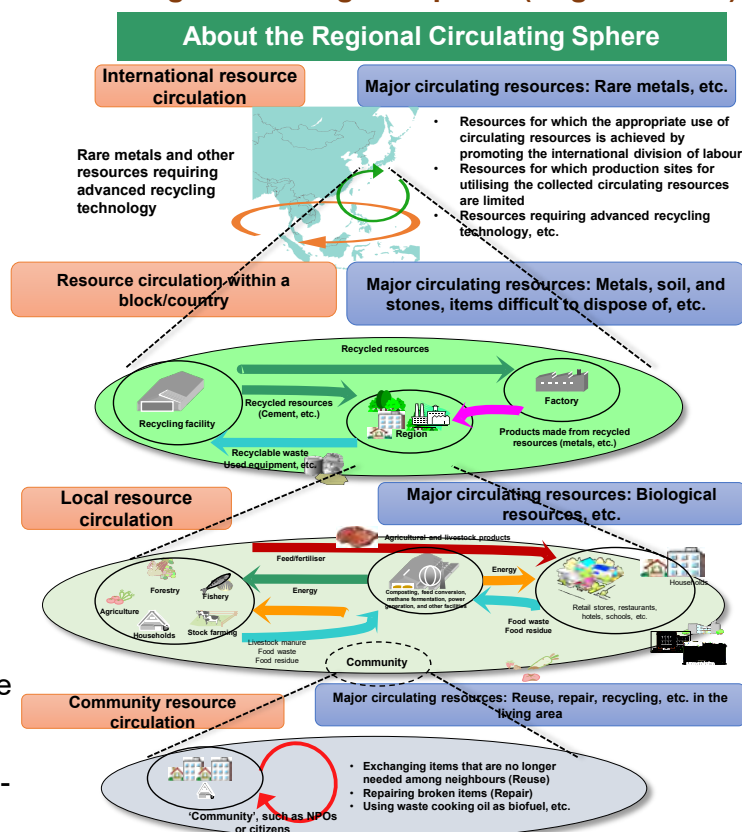 About the Regional Circulating Sphere
International resource
circulation
Major circulating resources: Rare metals, etc.
Rare metals and other
resources requiring
advanced recycling
technology
• Resources for which the appropriate use of
circulating resources is achieved by
promoting the international division of labour
• Resources for which production sites for
utilising the collected circulating resources
are limited
• Resources requiring advanced recycling
technology, etc.
Resource circulation within a
block/country
Major circulating resources: Metals, soil, and
stones, items difficult to dispose of, etc.
Recycled resources
Recycling facility
Recycled resources
(Cement, etc.)
Region
Factory
Products made from recycled
resources (metals, etc.)
Recyclable waste
Used equipment, etc.
Local resource
circulation
Major circulating resources: Biological
resources, etc.
Agricultural and livestock products
Feed/fertiliser
Forestry
Fishery
Agriculture
Households
Stock farming
Energy
Livestock manure
Food waste
Food residue
Composting, feed conversion,
methane fermentation, power
generation, and other facilities
Energy
Food waste
Food residue
Households
Retail stores, restaurants,
hotels, schools, etc.
Community
e
Community resource
circulation
Major circulating resources: Reuse, repair, recycling, etc. in the
living area
-
'Community', such as NPOs
or citizens
• Exchanging items that are no longer
needed among neighbours (Reuse)
• Repairing broken items (Repair)
• Using waste cooking oil as biofuel, etc.